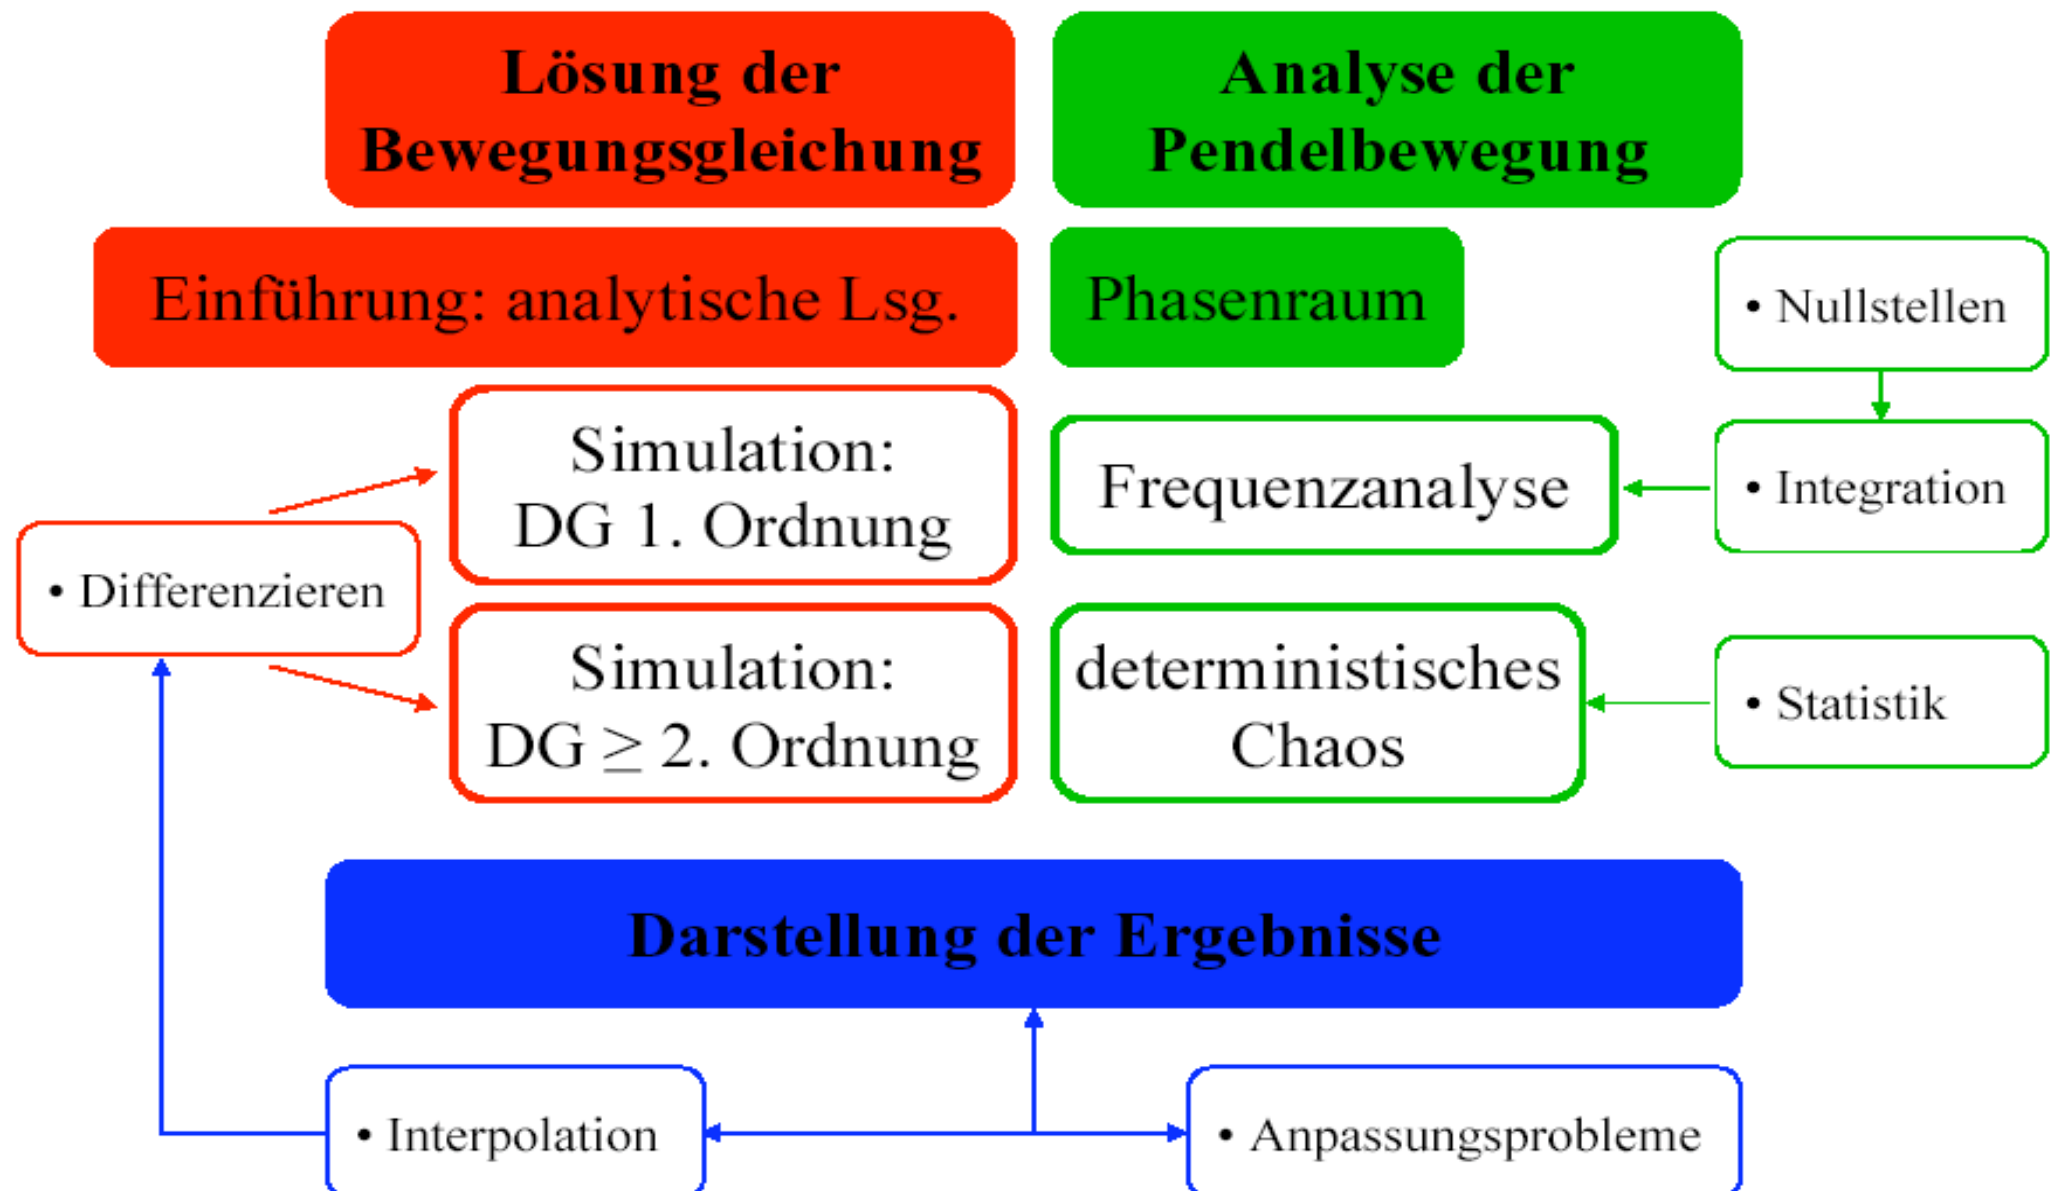 Lösung der
Bewegungsgleichung
Analyse der
Pendelbewegung
Einführung: analytische Lsg.
Phasenraum
• Nullstellen
Simulation:
DG 1. Ordnung
Frequenzanalyse
• Integration
• Differenzieren
Simulation:
DG ≥ 2. Ordnung
deterministisches
Chaos
• Statistik
Darstellung der Ergebnisse
• Interpolation
• Anpassungsprobleme